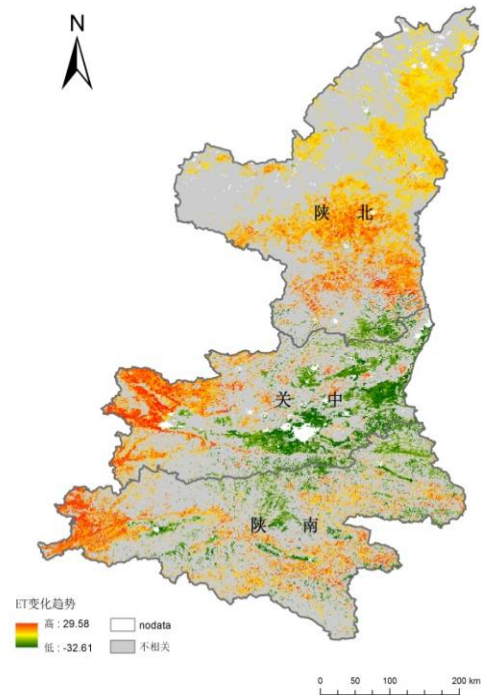 N
陕 北
关 中
陕 南
ET变化趋势
高 : 29.58
低 : -32.61
nodata
不相关
0 50 100 200 km